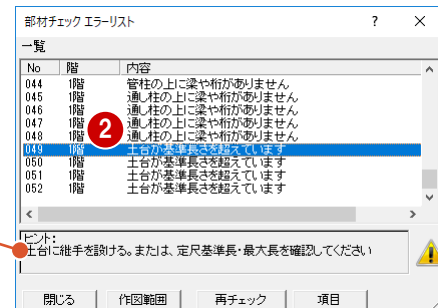 部材チェック エラーリスト ? ×
一覧
No 階 内容
044 1階 管柱の上に梁や桁がありません
045 1階 通し柱の上に梁や桁がありません
046 1階 通し柱の上に梁や桁がありません
047 1階 通し柱の上に梁や桁がありません
048 1階 通し柱の上に梁や桁がありません
2
049 1階 土台が基準長さを超えています
050 1階 土台が基準長さを超えています
051 1階 土台が基準長さを超えています
052 1階 土台が基準長さを超えています
ヒント:
土台に継手を設ける。または、定尺基準長・最大長を確認してください
閉じる 作図範囲 再チェック 項目